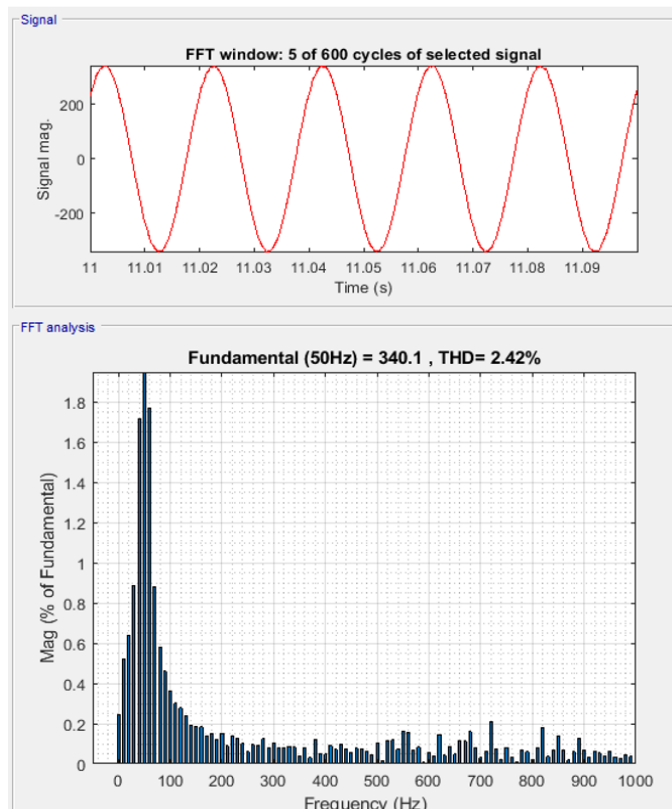 Signal
FFT window: 5 of 600 cycles of selected signal
Signal mag.
200
0
-200
11 11.01 11.02 11.03 11.04 11.05 11.06 11.07 11.08 11.09
Time (s)
FFT analysis
Fundamental (50Hz) = 340.1 , THD= 2.42%
Mag (% of Fundamental)
1.8
1.6
1.4
1.2
1
0.8
0.6
0.4
0.2
0
0 100 200 300 400 500 600 700 800 900 1000
Frequency (Hz)